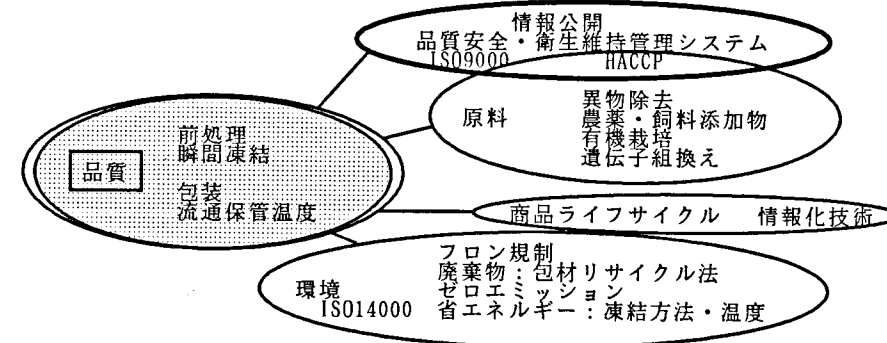 情報公開
品質安全・衛生維持管理システム
ISO9000 HACCP
原料
異物除去
農薬・飼料添加物
有機栽培
遺伝子組換え
品質
前処理
瞬間凍結
包装
流通保管温度
商品ライフサイクル 情報化技術
環境
ISO14000
フロン規制
廃棄物：包材リサイクル法
ゼロエミッション
省エネルギー：凍結方法・温度